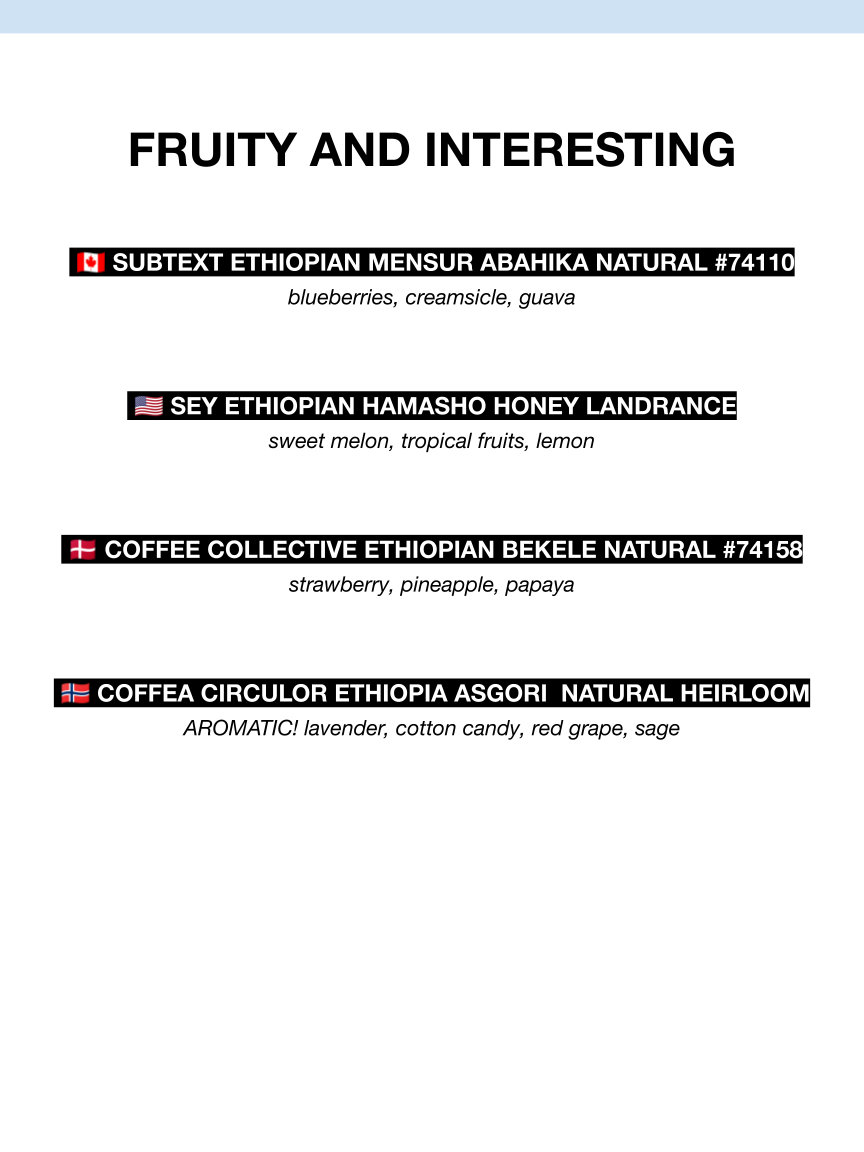 FRUITY AND INTERESTING
🇨🇦 SUBTEXT ETHIOPIAN MENSUR ABAHIKA NATURAL #74110
blueberries, creamsicle, guava
🇺🇸 SEY ETHIOPIAN HAMASHO HONEY LANDRANCE
sweet melon, tropical fruits, lemon
🇩🇰 COFFEE COLLECTIVE ETHIOPIAN BEKELE NATURAL #74158
strawberry, pineapple, papaya
🇳🇴 COFFEA CIRCULOR ETHIOPIA ASGORI  NATURAL HEIRLOOM
AROMATIC! lavender, cotton candy, red grape, sage